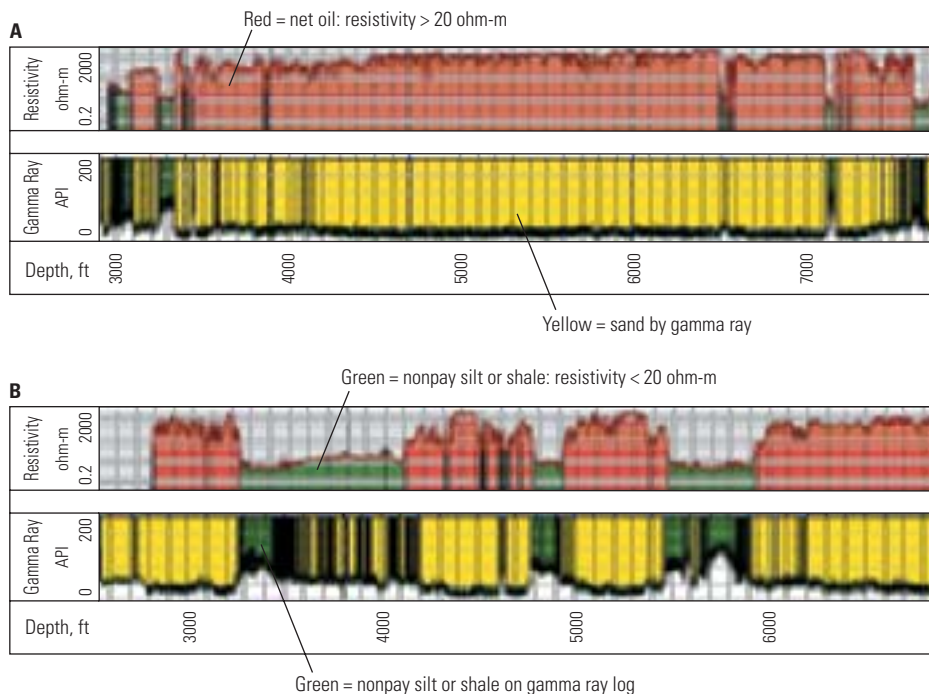 Red = net oil: resistivity > 20 ohm-m
A
Resistivity
ohm-m
2000
0.2
Gamma Ray
API
200
0
Depth, ft
3000
4000
5000
6000
7000
Yellow = sand by gamma ray
Green = nonpay silt or shale: resistivity < 20 ohm-m
B
Resistivity
ohm-m
2000
0.2
Gamma Ray
API
200
0
Depth, ft
3000
4000
5000
6000
Green = nonpay silt or shale on gamma ray log